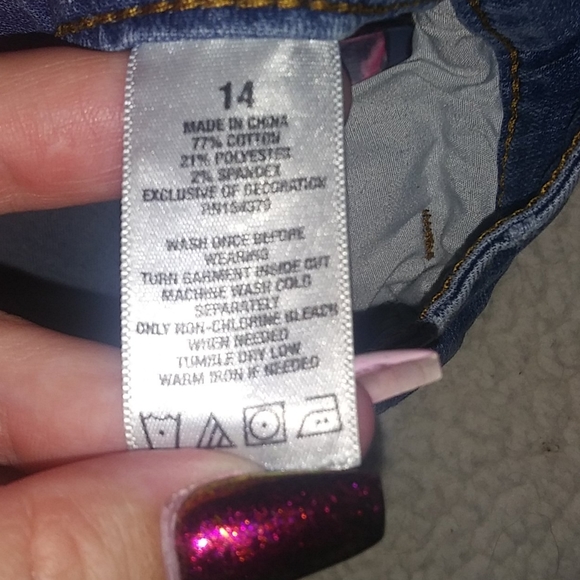 14
MADE IN CHINA
77% COTTON
21% POLYESTER
2% SPANDEX
EXCLUSIVE OF DECORATION
RN154379
WASH ONCE BEFORE
WEARING
TURN GARMENT INSIDE OUT
MACHINE WASH COLD
SEPARATELY
ONLY NON-CHLORINE BLEACH
WHEN NEEDED
TUMBLE DRY LOW
WARM IRON IF NEEDED